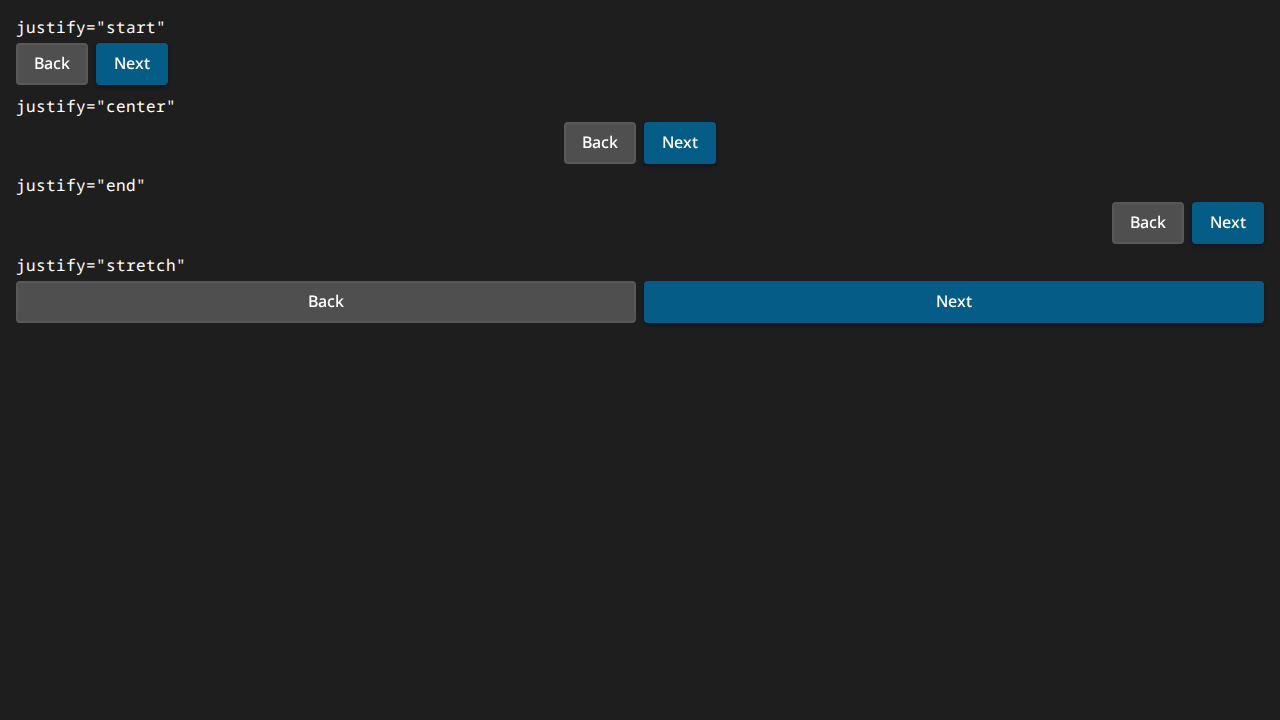 justify="start"
Back Next
justify="center"
Back Next
justify="end"
Back Next
justify="stretch"
Back Next